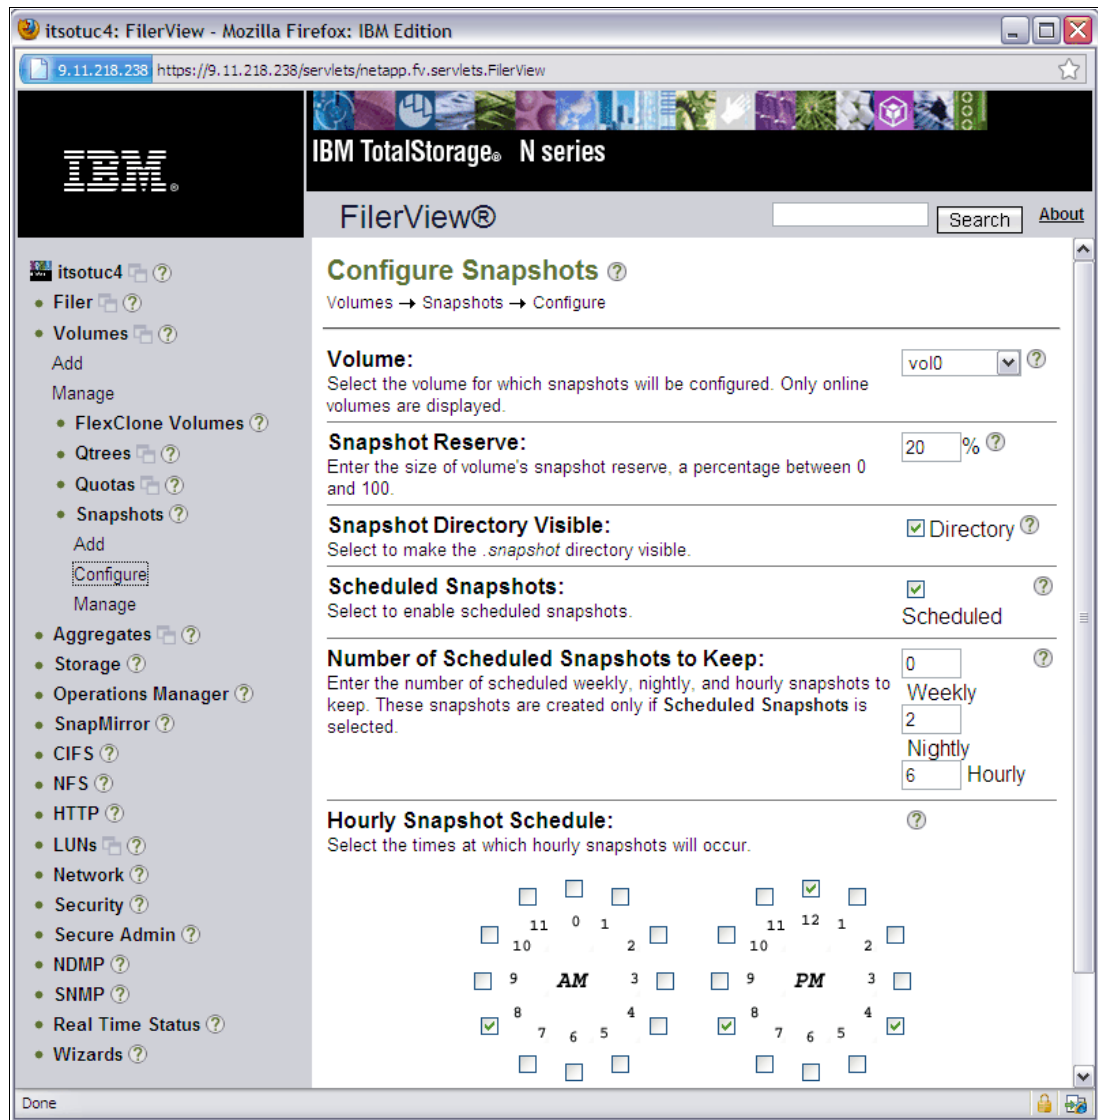 itsotuc4: FilerView - Mozilla Firefox: IBM Edition
9.11.218.238 https://9.11.218.238/servlets/netapp.fv.servlets.FilerView
IBM®
IBM TotalStorage® N series
FilerView®
Search
About
itsotuc4
Filer
Volumes
Add
Manage
FlexClone Volumes
Qtrees
Quotas
Snapshots
Add
Configure
Manage
Aggregates
Storage
Operations Manager
SnapMirror
CIFS
NFS
HTTP
LUNs
Network
Security
Secure Admin
NDMP
SNMP
Real Time Status
Wizards
Configure Snapshots
Volumes → Snapshots → Configure
Volume:
Select the volume for which snapshots will be configured. Only online
volumes are displayed.
vol0
Snapshot Reserve:
Enter the size of volume's snapshot reserve, a percentage between 0
and 100.
20 %
Snapshot Directory Visible:
Select to make the .snapshot directory visible.
Directory
Scheduled Snapshots:
Select to enable scheduled snapshots.
Scheduled
Number of Scheduled Snapshots to Keep:
Enter the number of scheduled weekly, nightly, and hourly snapshots to
keep. These snapshots are created only if Scheduled Snapshots is
selected.
0
Weekly
2
Nightly
6 Hourly
Hourly Snapshot Schedule:
Select the times at which hourly snapshots will occur.
11 0 1
10 2
9 AM 3
8 4
7 6 5
11 12 1
10 2
9 PM 3
8 4
7 6 5
Done